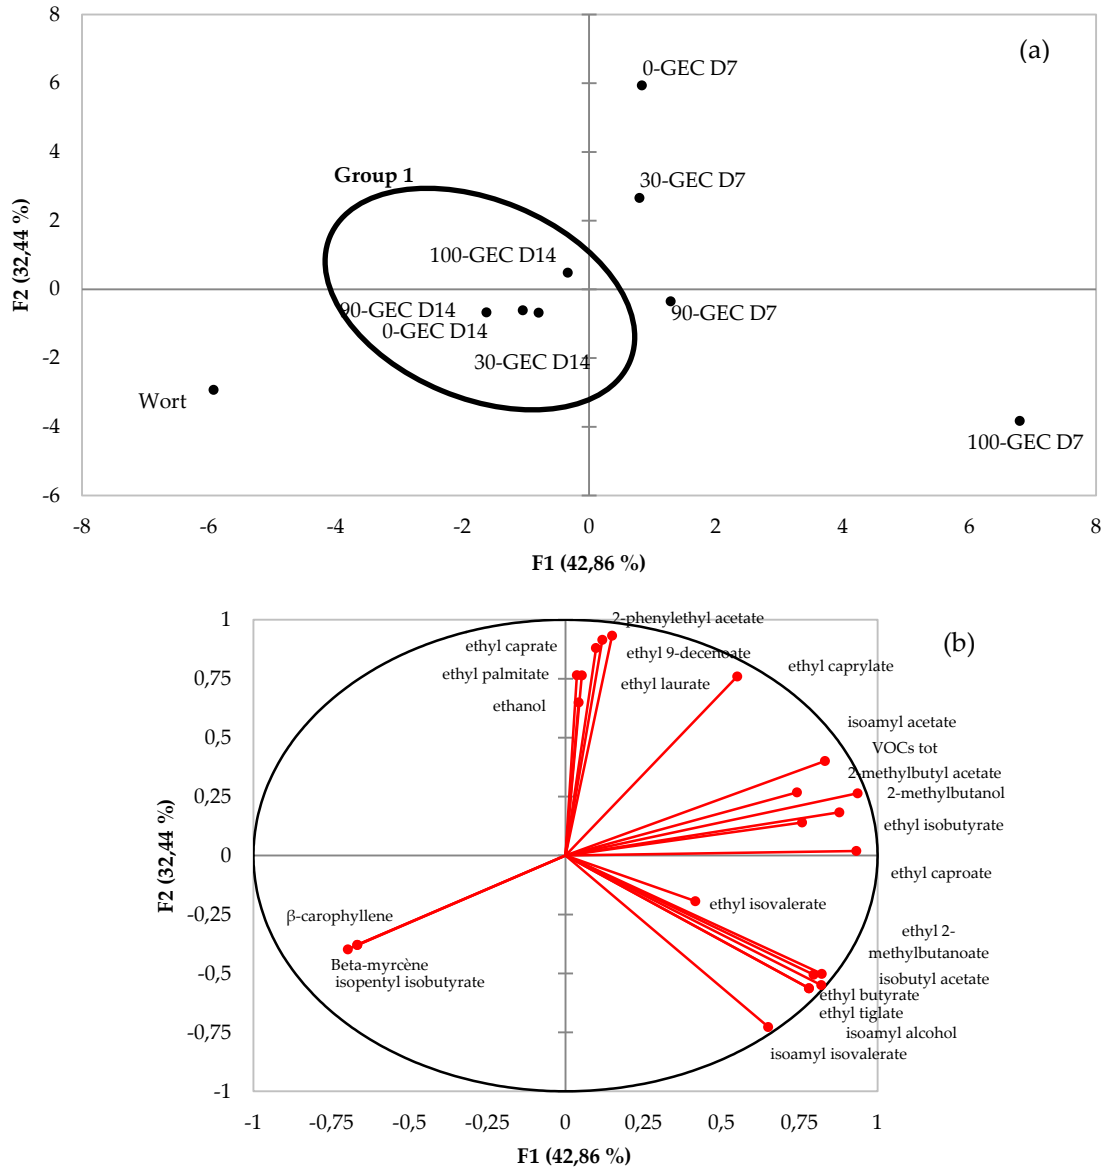 8
(a)
0-GEC D7
6
4
30-GEC D7
Group 1
2
100-GEC D14
0
90-GEC D14
90-GEC D7
0-GEC D14
30-GEC D14
-2
Wort
-4
100-GEC D7
-6
F2 (32,44 %)
-8 -6 -4 -2 0 2 4 6 8
F1 (42,86 %)
1
2-phenylethyl acetate
(b)
ethyl caprate
ethyl 9-decenoate
ethyl caprylate
0,75
ethyl palmitate
ethyl laurate
ethanol
isoamyl acetate
0,5
VOCs tot
2-methylbutyl acetate
0,25
2-methylbutanol
ethyl isobutyrate
0
ethyl caproate
ethyl isovalerate
-0,25
β-carophyllene
ethyl 2-
methylbutanoate
Beta-myrcène
isopentyl isobutyrate
-0,5
isobutyl acetate
ethyl butyrate
ethyl tiglate
-0,75
isoamyl alcohol
isoamyl isovalerate
-1
F2 (32,44 %)
-1 -0,75 -0,5 -0,25 0 0,25 0,5 0,75 1
F1 (42,86 %)